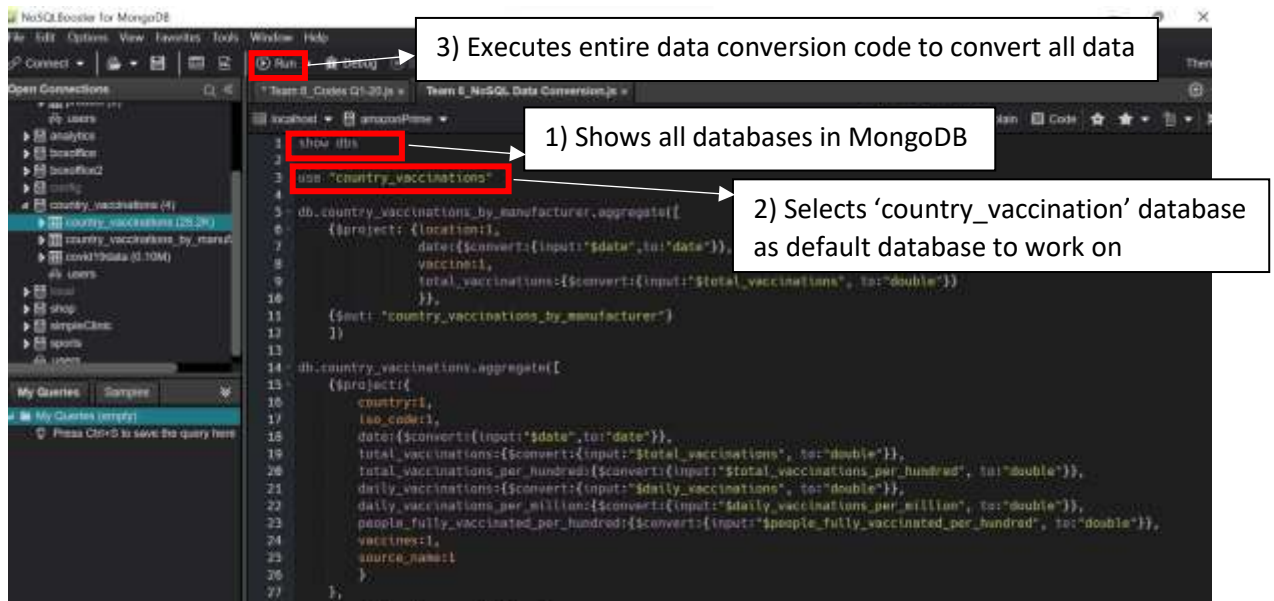 NoSQLBooster for MongoDB
File Edit Options View Favorites Tools Window Help
3) Executes entire data conversion code to convert all data
Connect
Run
Debug
Open Connections
Team 8_Codes Q1-20.js ×
Team 8_NoSQL Data Conversion.js ×
users
localhost
amazonPrime
Code
analytics
boxoffice
boxoffice2
config
country_vaccinations (4)
country_vaccinations (28.2K)
country_vaccinations_by_manuf
covid19data (0.10M)
users
local
shop
simpleClinic
sports
users
My Queries
Samples
My Queries (empty)
Press Ctrl+S to save the query here
1) Shows all databases in MongoDB
2) Selects ‘country_vaccination’ database
as default database to work on
1 show dbs
2
3 use "country_vaccinations"
4
5 db.country_vaccinations_by_manufacturer.aggregate([
6 {$project: {location:1,
7 date:{$convert:{input:"$date",to:"date"}},
8 vaccine:1,
9 total_vaccinations:{$convert:{input:"$total_vaccinations", to:"double"}}
10 }},
11 {$out: "country_vaccinations_by_manufacturer"}
12 ])
13
14 db.country_vaccinations.aggregate([
15 {$project:{
16 country:1,
17 iso_code:1,
18 date:{$convert:{input:"$date",to:"date"}},
19 total_vaccinations:{$convert:{input:"$total_vaccinations", to:"double"}},
20 total_vaccinations_per_hundred:{$convert:{input:"$total_vaccinations_per_hundred", to:"double"}},
21 daily_vaccinations:{$convert:{input:"$daily_vaccinations", to:"double"}},
22 daily_vaccinations_per_million:{$convert:{input:"$daily_vaccinations_per_million", to:"double"}},
23 people_fully_vaccinated_per_hundred:{$convert:{input:"$people_fully_vaccinated_per_hundred", to:"double"}},
24 vaccines:1,
25 source_name:1
26 }
27 },